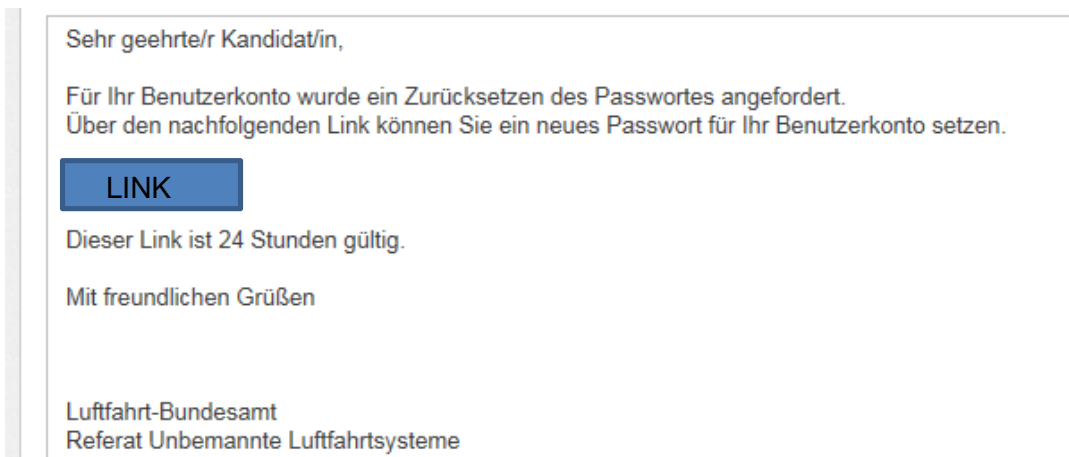 Sehr geehrte/r Kandidat/in,
Für Ihr Benutzerkonto wurde ein Zurücksetzen des Passwortes angefordert.
Über den nachfolgenden Link können Sie ein neues Passwort für Ihr Benutzerkonto setzen.
LINK
Dieser Link ist 24 Stunden gültig.
Mit freundlichen Grüßen
Luftfahrt-Bundesamt
Referat Unbemannte Luftfahrtsysteme